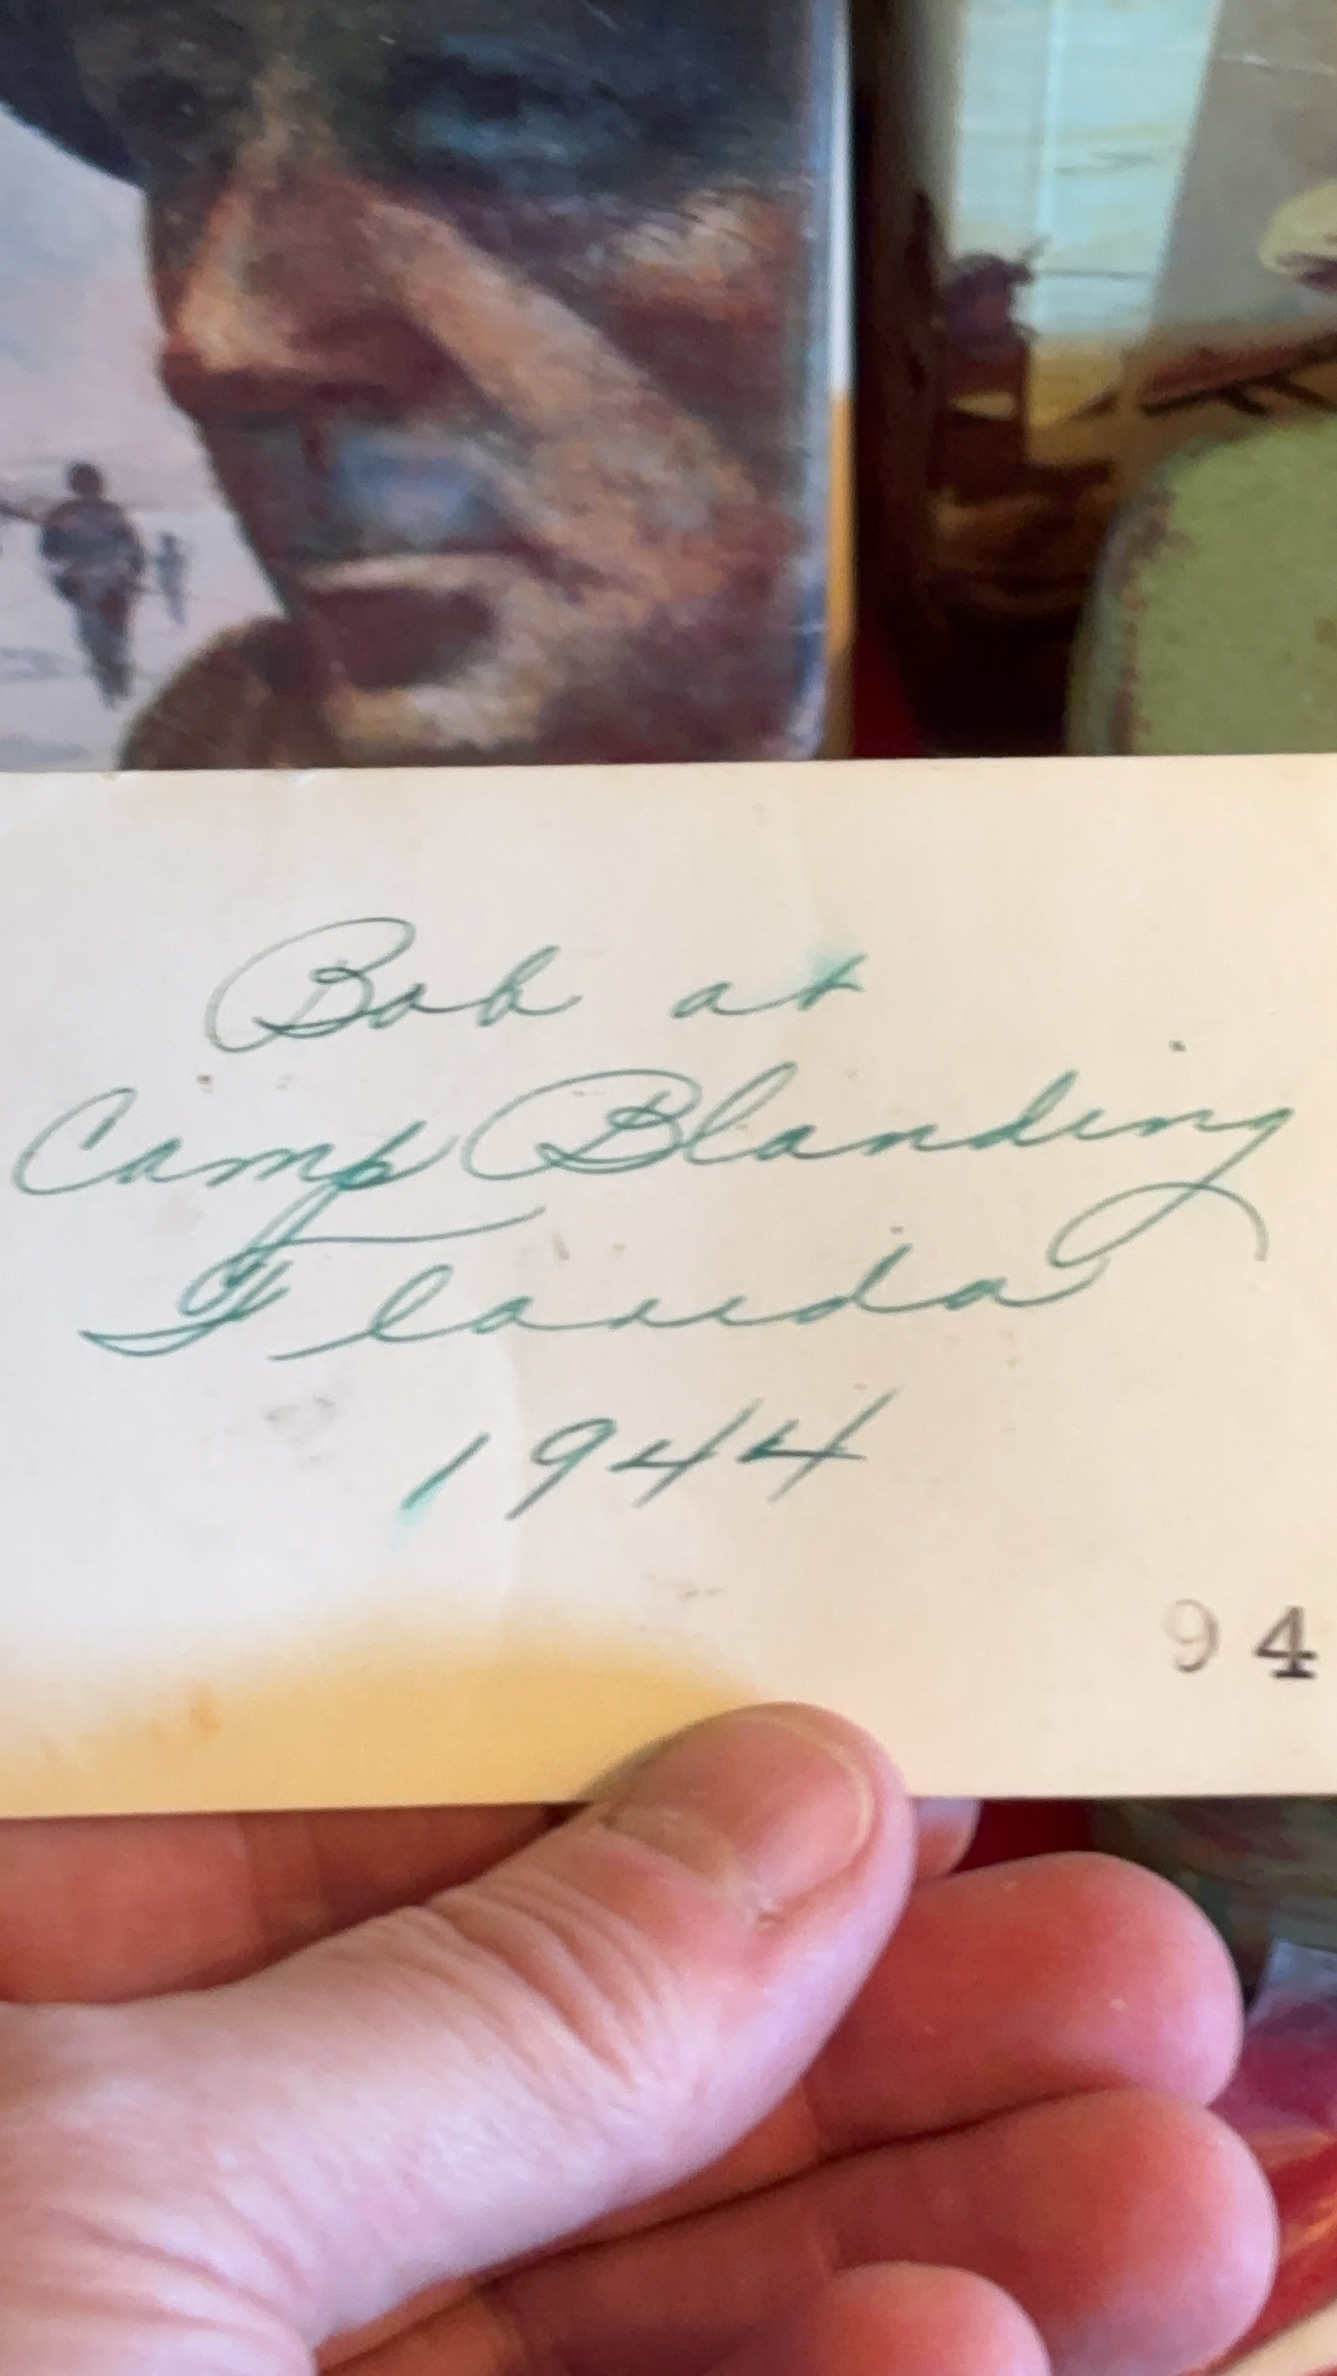 Bob at
Camp Blanding
Florida
1944
94